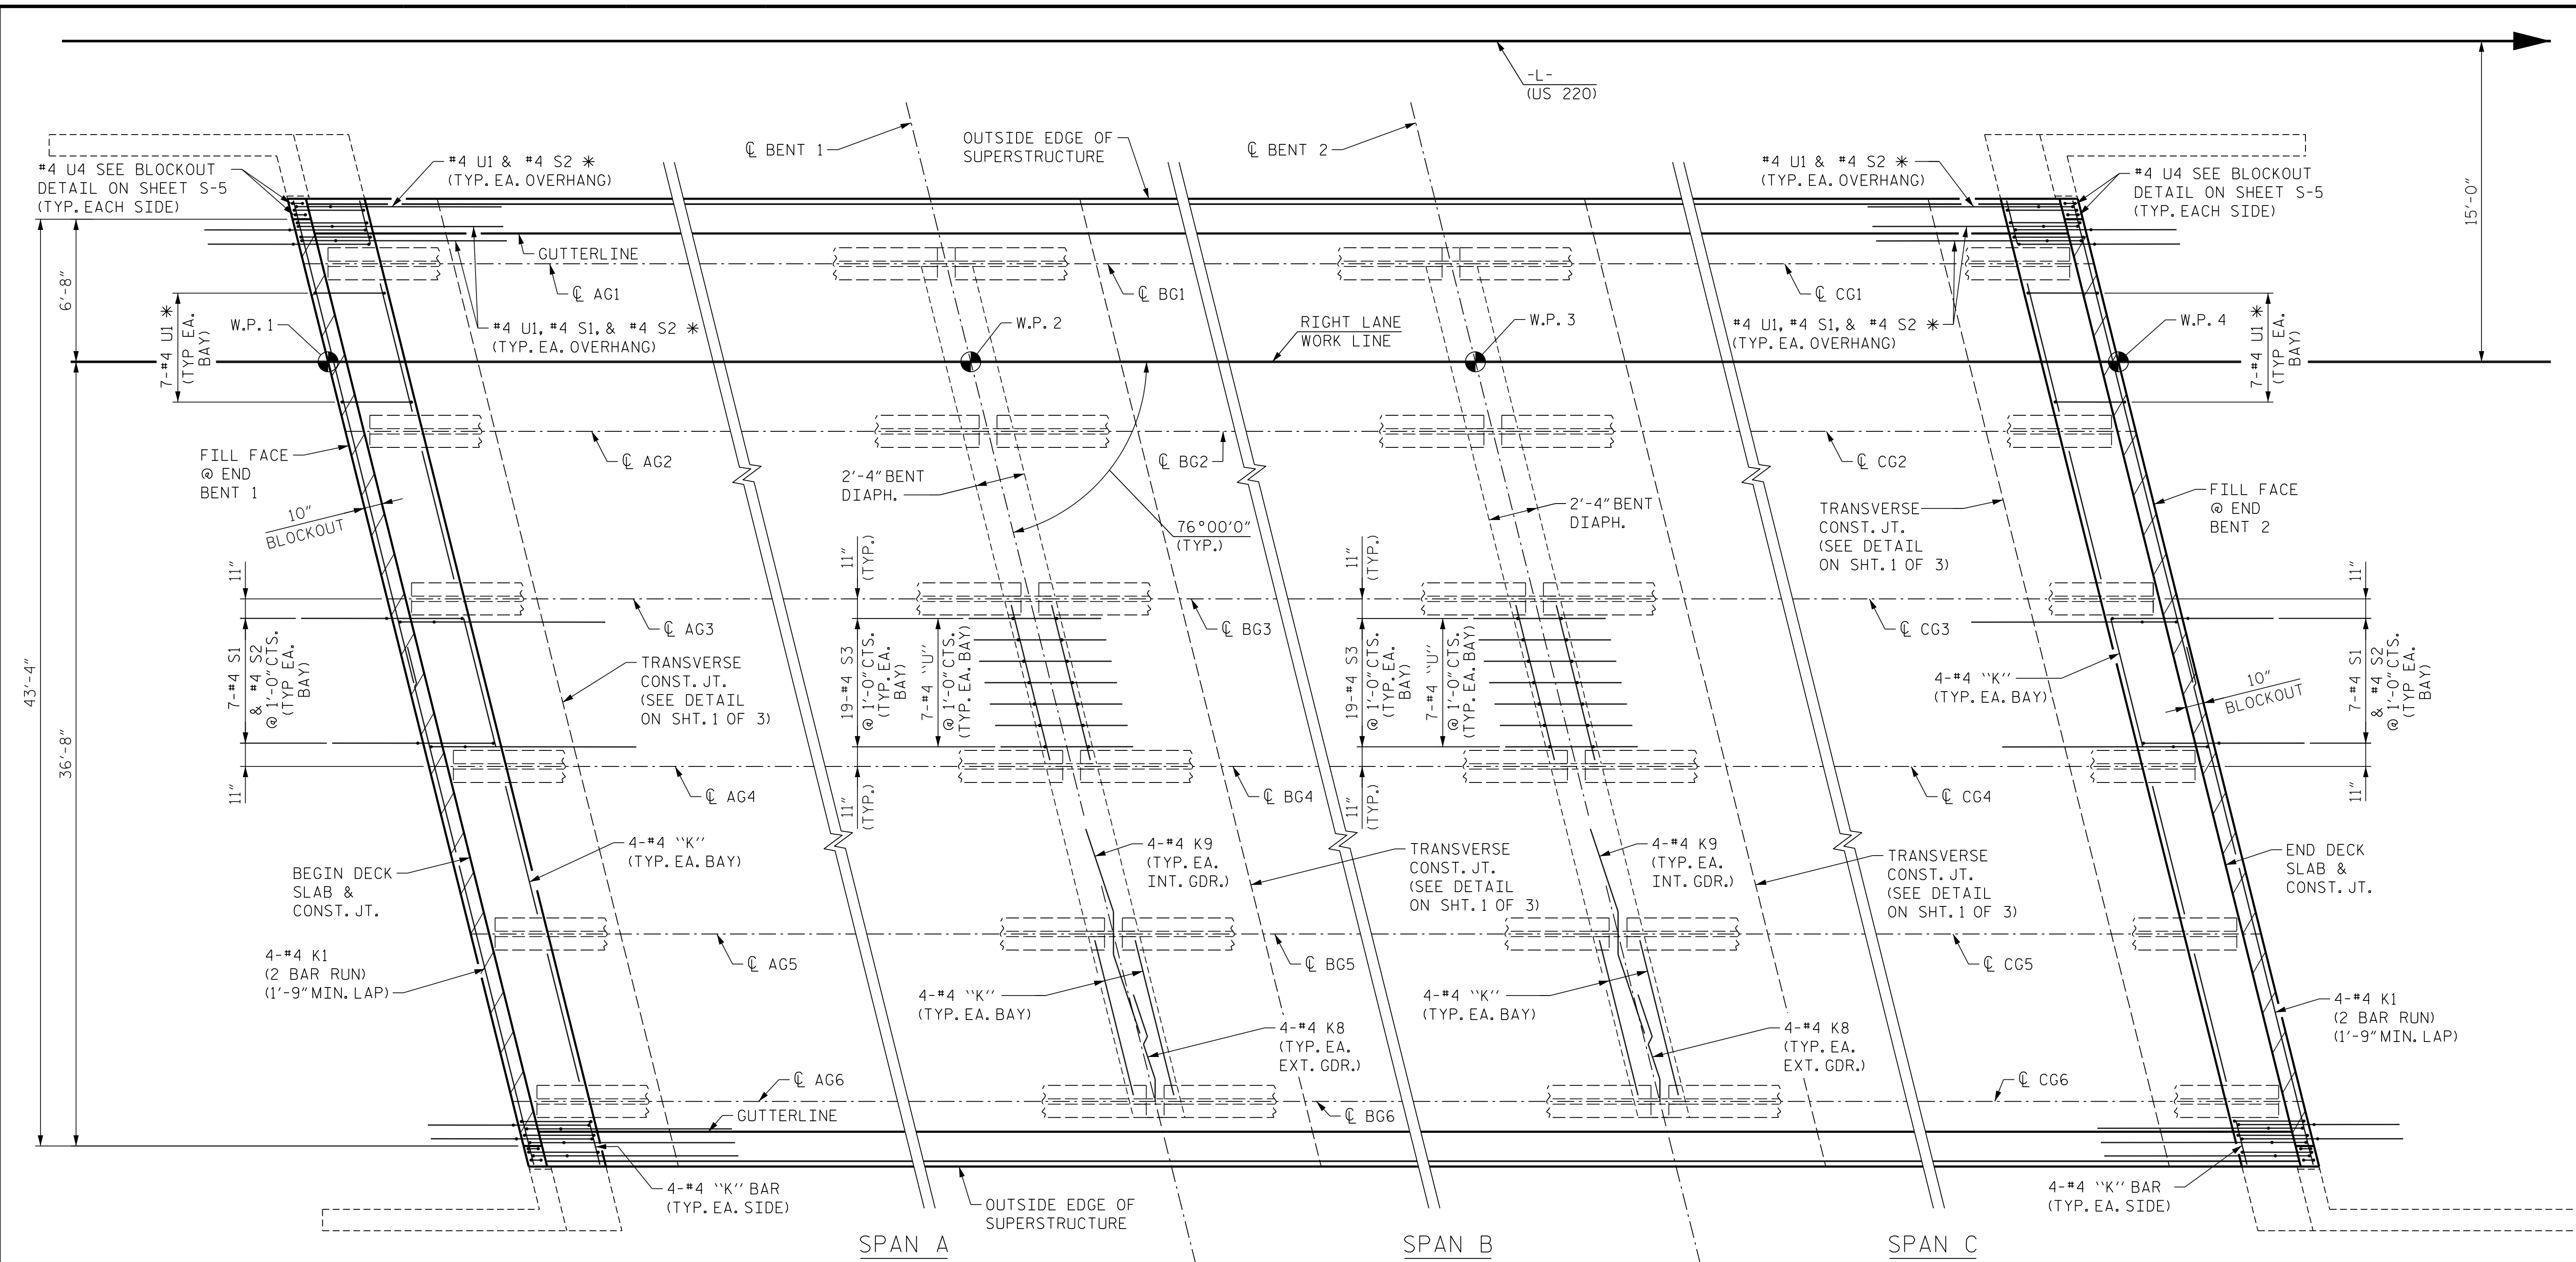 -L-
(US 220)
15'-0"
℄ BENT 1
OUTSIDE EDGE OF
SUPERSTRUCTURE
℄ BENT 2
#4 U4 SEE BLOCKOUT
DETAIL ON SHEET S-5
(TYP. EACH SIDE)
#4 U1 & #4 S2 *
(TYP. EA. OVERHANG)
#4 U1 & #4 S2 *
(TYP. EA. OVERHANG)
#4 U4 SEE BLOCKOUT
DETAIL ON SHEET S-5
(TYP. EACH SIDE)
GUTTERLINE
℄ AG1
℄ BG1
℄ CG1
6'-8"
7-#4 U1 *
(TYP EA.
BAY)
W.P. 1
#4 U1, #4 S1, & #4 S2 *
(TYP. EA. OVERHANG)
W.P. 2
RIGHT LANE
WORK LINE
W.P. 3
#4 U1, #4 S1, & #4 S2 *
(TYP. EA. OVERHANG)
W.P. 4
7-#4 U1 *
(TYP EA.
BAY)
FILL FACE
@ END
BENT 1
℄ AG2
2'-4" BENT
DIAPH.
℄ BG2
2'-4" BENT
DIAPH.
℄ CG2
FILL FACE
@ END
BENT 2
10"
BLOCKOUT
76°00'0"
(TYP.)
TRANSVERSE
CONST. JT.
(SEE DETAIL
ON SHT. 1 OF 3)
43'-4"
36'-8"
11"
7-#4 S1
& #4 S2
@ 1'-0" CTS.
(TYP EA.
BAY)
11"
℄ AG3
TRANSVERSE
CONST. JT.
(SEE DETAIL
ON SHT. 1 OF 3)
11"
(TYP.)
19-#4 S3
@ 1'-0" CTS.
(TYP. EA.
BAY)
7-#4 ``U''
@ 1'-0" CTS.
(TYP. EA. BAY)
11"
(TYP.)
℄ BG3
11"
(TYP.)
19-#4 S3
@ 1'-0" CTS.
(TYP. EA.
BAY)
7-#4 ``U''
@ 1'-0" CTS.
(TYP. EA. BAY)
11"
(TYP.)
℄ CG3
4-#4 ``K''
(TYP. EA. BAY)
10"
BLOCKOUT
11"
7-#4 S1
& #4 S2
@ 1'-0" CTS.
(TYP EA.
BAY)
11"
℄ AG4
℄ BG4
℄ CG4
BEGIN DECK
SLAB &
CONST. JT.
4-#4 ``K''
(TYP. EA. BAY)
4-#4 K9
(TYP. EA.
INT. GDR.)
TRANSVERSE
CONST. JT.
(SEE DETAIL
ON SHT. 1 OF 3)
4-#4 K9
(TYP. EA.
INT. GDR.)
TRANSVERSE
CONST. JT.
(SEE DETAIL
ON SHT. 1 OF 3)
END DECK
SLAB &
CONST. JT.
4-#4 K1
(2 BAR RUN)
(1'-9" MIN. LAP)
℄ AG5
4-#4 ``K''
(TYP. EA. BAY)
℄ BG5
4-#4 ``K''
(TYP. EA. BAY)
℄ CG5
4-#4 K1
(2 BAR RUN)
(1'-9" MIN. LAP)
4-#4 K8
(TYP. EA.
EXT. GDR.)
4-#4 K8
(TYP. EA.
EXT. GDR.)
℄ AG6
GUTTERLINE
℄ BG6
℄ CG6
4-#4 ``K'' BAR
(TYP. EA. SIDE)
OUTSIDE EDGE OF
SUPERSTRUCTURE
4-#4 ``K'' BAR
(TYP. EA. SIDE)
SPAN A
SPAN B
SPAN C